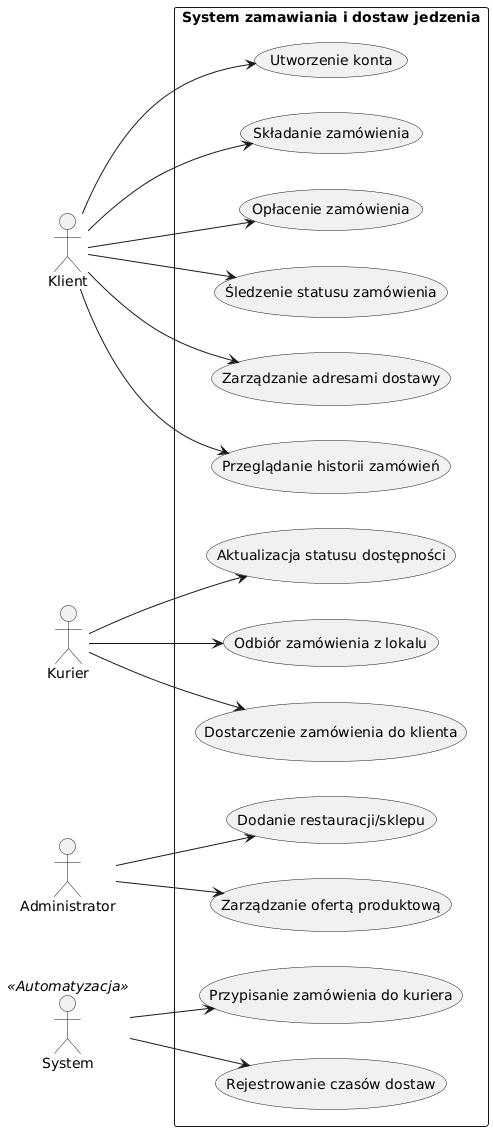 System zamawiania i dostaw jedzenia
Utworzenie konta
Składanie zamówienia
Opłacenie zamówienia
Klient
Śledzenie statusu zamówienia
Zarządzanie adresami dostawy
Przeglądanie historii zamówień
Aktualizacja statusu dostępności
Odbiór zamówienia z lokalu
Kurier
Dostarczenie zamówienia do klienta
Dodanie restauracji/sklepu
Administrator
Zarządzanie ofertą produktową
«Automatyzacja»
Przypisanie zamówienia do kuriera
System
Rejestrowanie czasów dostaw